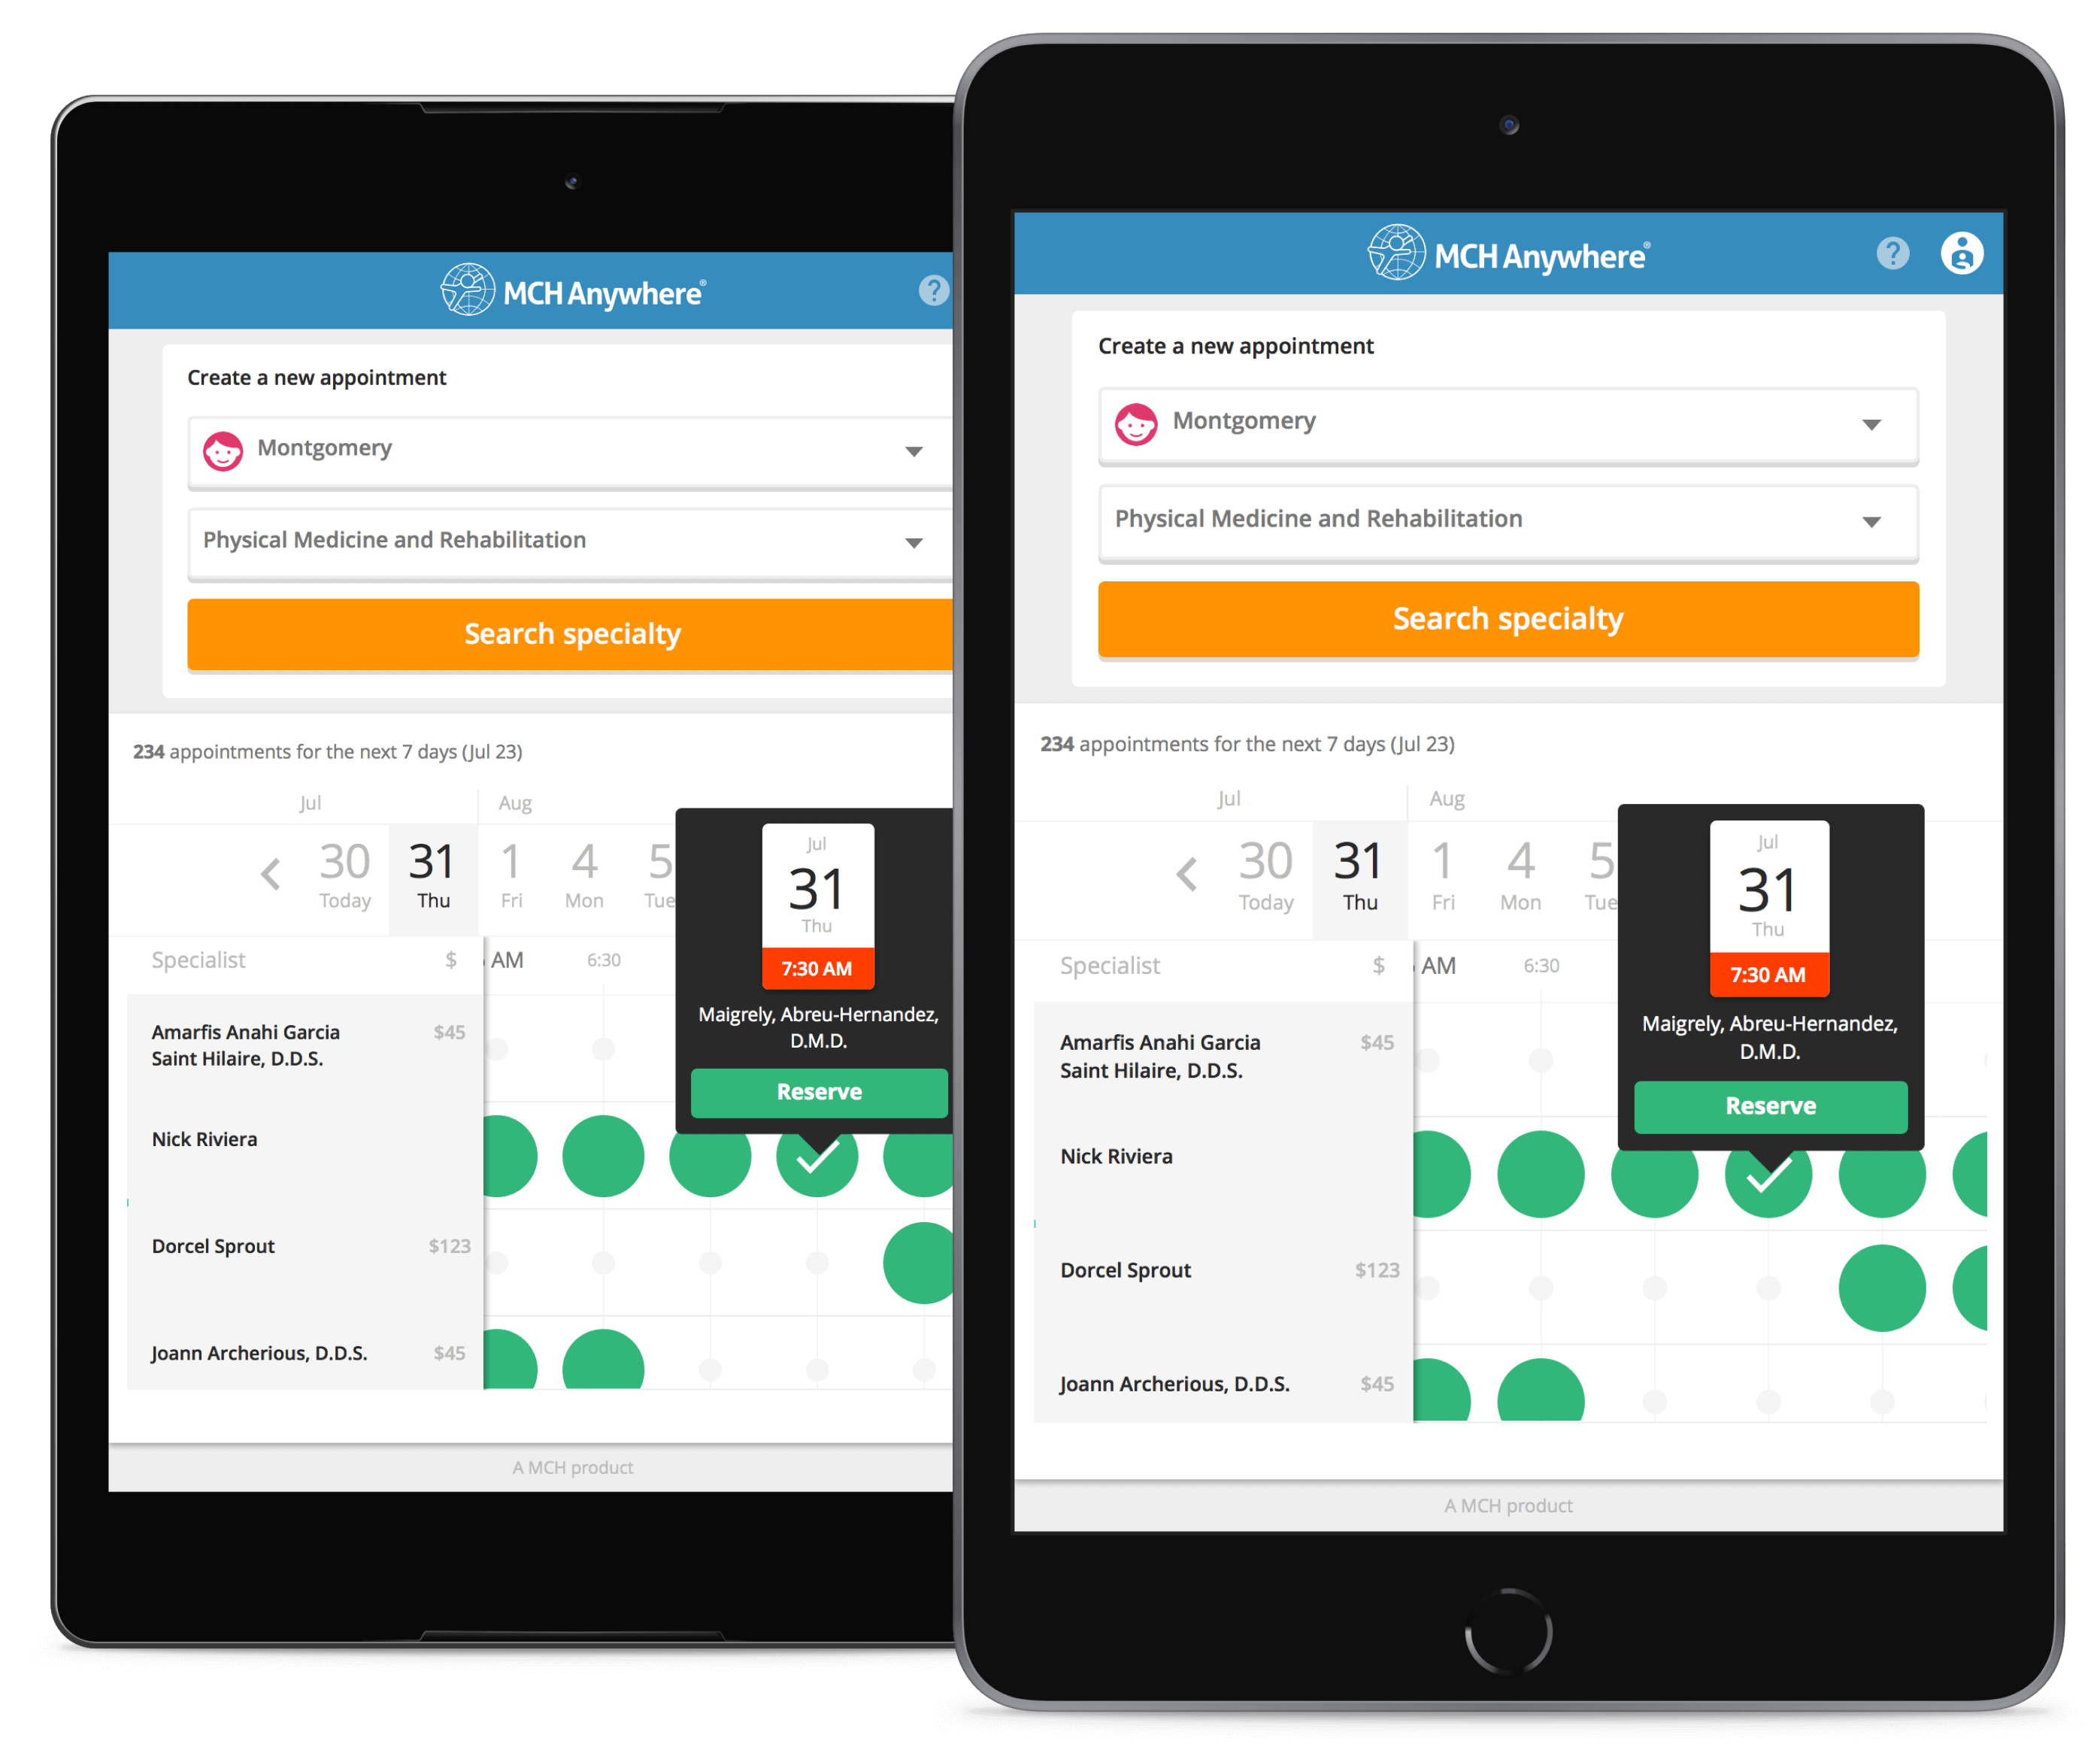 MCH Anywhere®
?
Create a new appointment
Montgomery
Physical Medicine and Rehabilitation
Search specialty
234 appointments for the next 7 days (Jul 23)
Jul Aug
30 31 1 4 5
Today Thu Fri Mon Tue
Jul
31
Thu
7:30 AM
Maigrely, Abreu-Hernandez,
D.M.D.
Reserve
Specialist $ AM 6:30
Amarfis Anahi Garcia $45
Saint Hilaire, D.D.S.
Nick Riviera
Dorcel Sprout $123
Joann Archerious, D.D.S. $45
A MCH product
MCH Anywhere®
?
Create a new appointment
Montgomery
Physical Medicine and Rehabilitation
Search specialty
234 appointments for the next 7 days (Jul 23)
Jul Aug
30 31 1 4 5
Today Thu Fri Mon Tue
Jul
31
Thu
7:30 AM
Maigrely, Abreu-Hernandez,
D.M.D.
Reserve
Specialist $ AM 6:30
Amarfis Anahi Garcia $45
Saint Hilaire, D.D.S.
Nick Riviera
Dorcel Sprout $123
Joann Archerious, D.D.S. $45
A MCH product